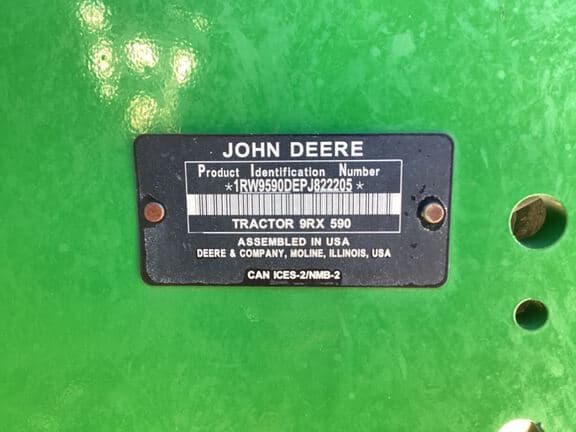 JOHN DEERE
Product Identification Number
*1RW9590DEPJ822205*
TRACTOR 9RX 590
ASSEMBLED IN USA
DEERE & COMPANY, MOLINE, ILLINOIS, USA
CAN ICES-2/NMB-2